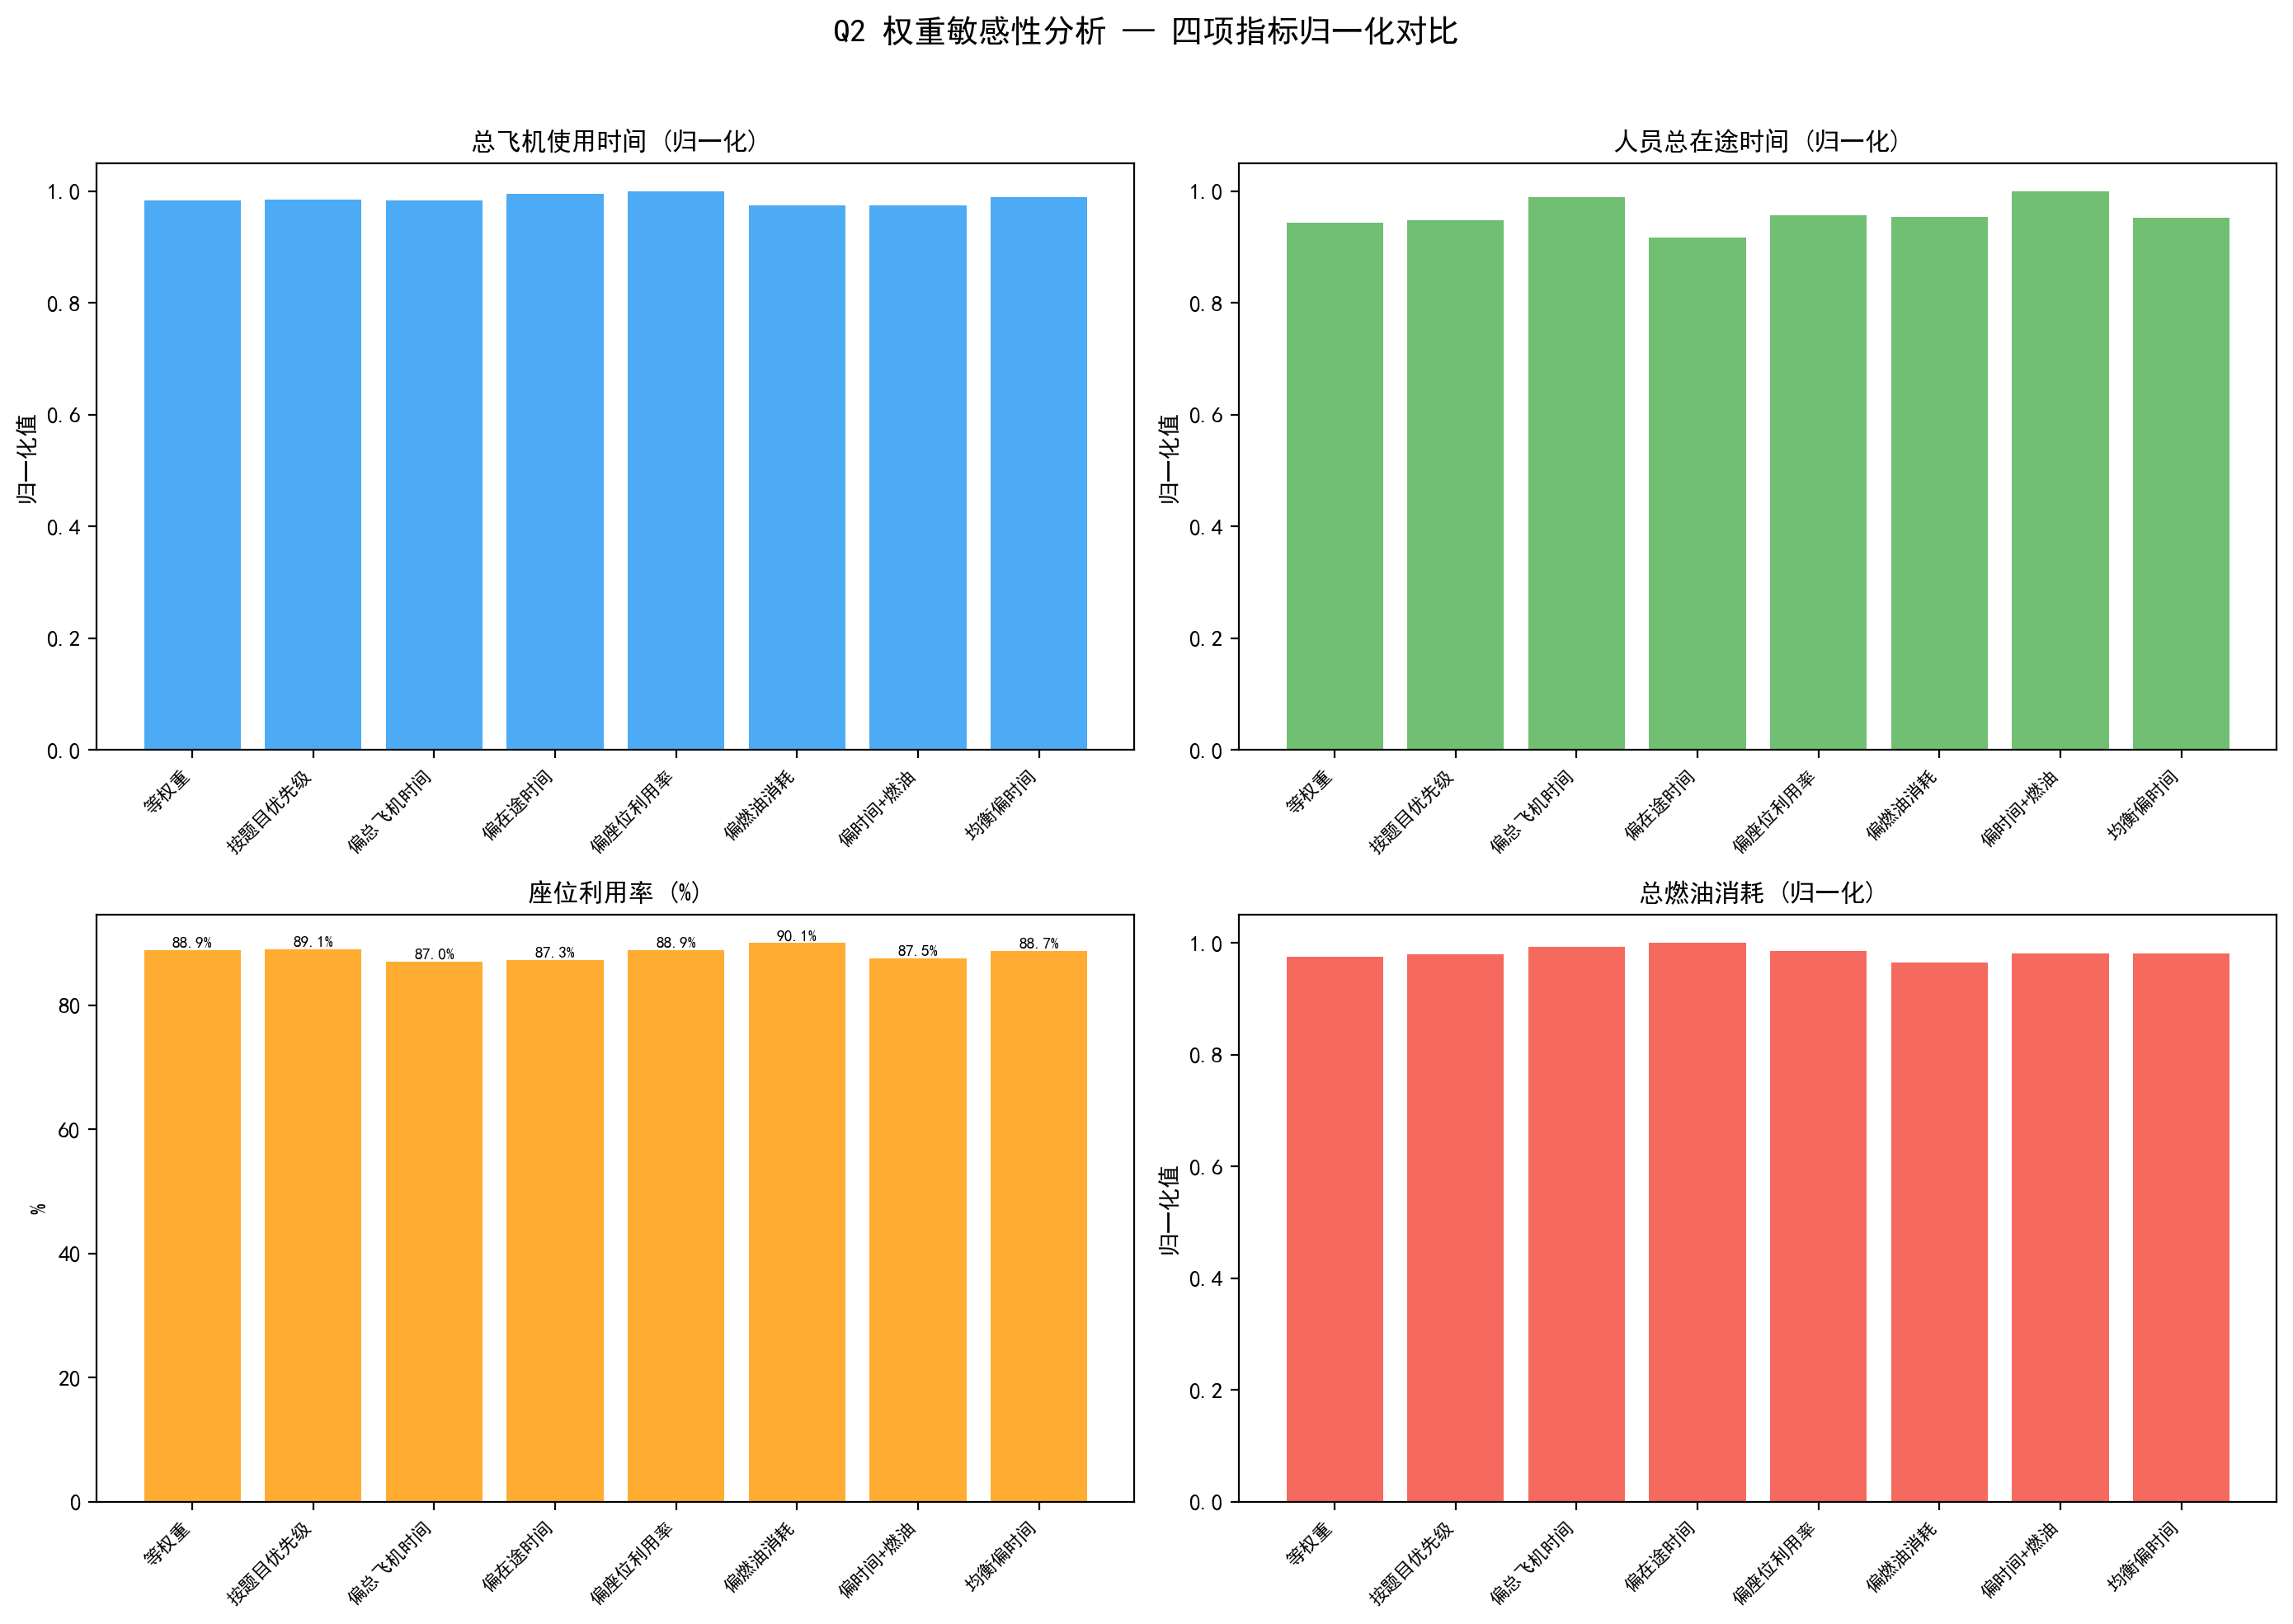 Q2 权重敏感性分析 — 四项指标归一化对比
总飞机使用时间 (归一化)
归一化值
1.0
0.8
0.6
0.4
0.2
0.0
等权重
按题目优先级
偏总飞机时间
偏在途时间
偏座位利用率
偏燃油消耗
偏时间+燃油
均衡偏时间
人员总在途时间 (归一化)
归一化值
1.0
0.8
0.6
0.4
0.2
0.0
等权重
按题目优先级
偏总飞机时间
偏在途时间
偏座位利用率
偏燃油消耗
偏时间+燃油
均衡偏时间
座位利用率 (%)
%
80
60
40
20
0
88.9%
89.1%
87.0%
87.3%
88.9%
90.1%
87.5%
88.7%
等权重
按题目优先级
偏总飞机时间
偏在途时间
偏座位利用率
偏燃油消耗
偏时间+燃油
均衡偏时间
总燃油消耗 (归一化)
归一化值
1.0
0.8
0.6
0.4
0.2
0.0
等权重
按题目优先级
偏总飞机时间
偏在途时间
偏座位利用率
偏燃油消耗
偏时间+燃油
均衡偏时间